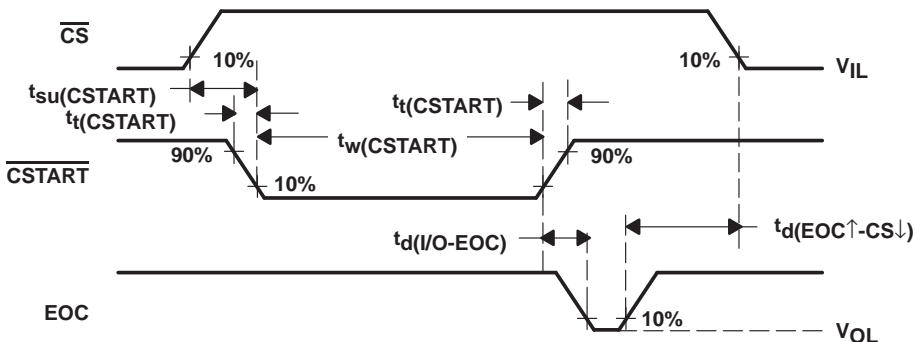 CS
10%
10%
VIL
tsu(CSTART)
tt(CSTART)
tt(CSTART)
tw(CSTART)
90%
90%
CSTART
10%
td(I/O-EOC)
td(EOC↑-CS↓)
EOC
10%
VOL